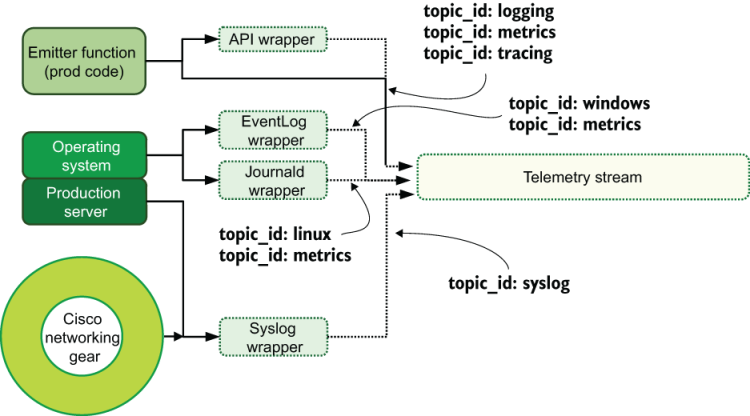 topic_id: logging
topic_id: metrics
topic_id: tracing
Emitter function
(prod code)
API wrapper
topic_id: windows
topic_id: metrics
EventLog
wrapper
Operating
system
Journald
wrapper
Telemetry stream
Production
server
topic_id: linux
topic_id: metrics
topic_id: syslog
Cisco
networking
gear
Syslog
wrapper